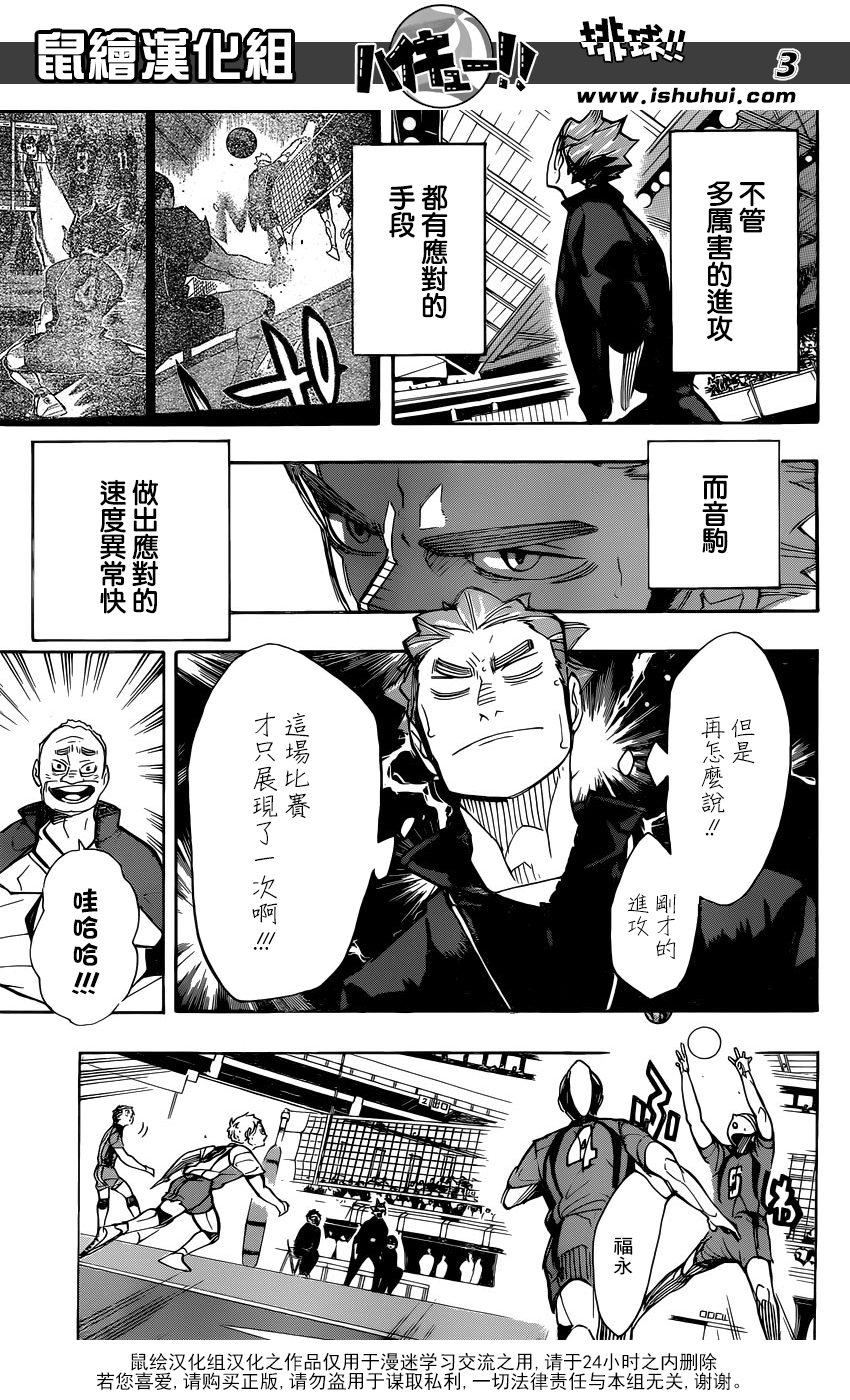 鼠繪漢化組
ハイキュー!!
排球!!
3
www.ishuhui.com
不管
多厲害的進攻
都有應對的
手段
而音駒
做出應對的
速度異常快
但是
再怎麼說!!
剛才的
進攻
這場比賽
才只展現了一次啊!!!
哇哈哈!!!
ふ
わ
4
5
福永
鼠绘汉化组汉化之作品仅用于漫迷学习交流之用, 请于24小时之内删除
若您喜爱, 请购买正版, 请勿盗用于谋取私利, 一切法律责任与本组无关, 谢谢。